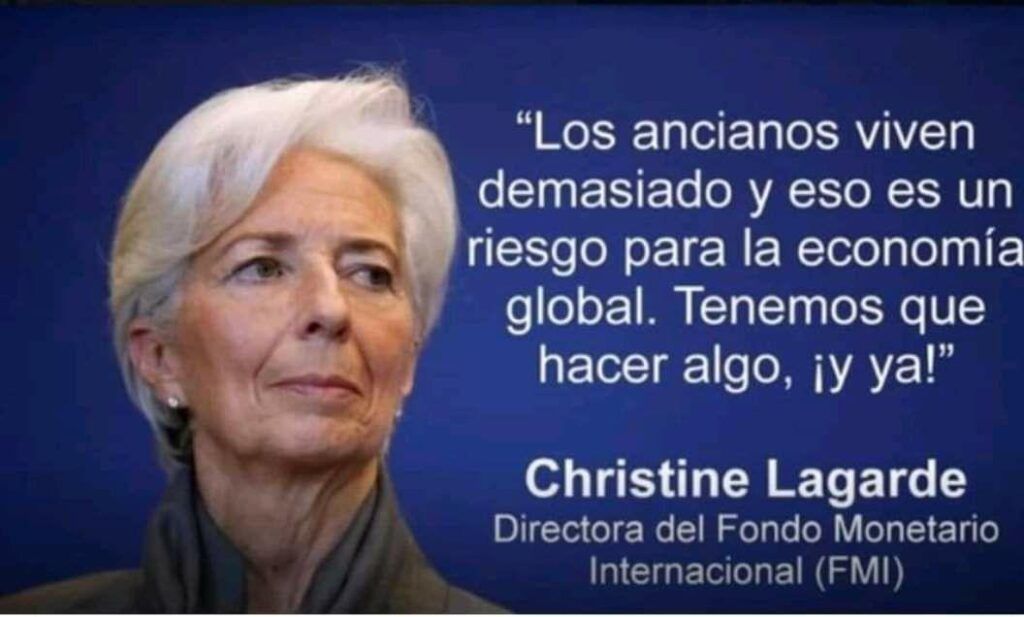 “Los ancianos viven
demasiado y eso es un
riesgo para la economía
global. Tenemos que
hacer algo, ¡y ya!”
Christine Lagarde
Directora del Fondo Monetario
Internacional (FMI)